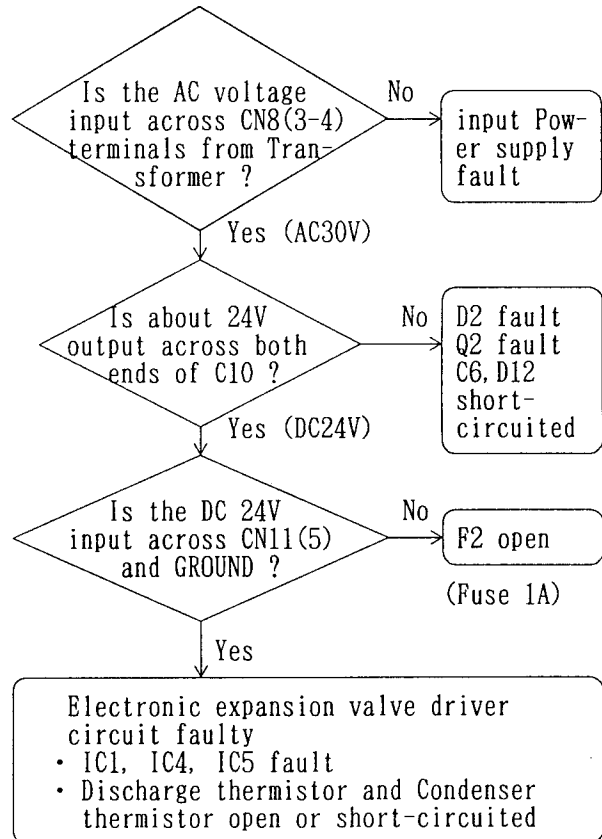 Is the AC voltage
input across CN8(3-4)
terminals from Tran-
sformer ?
No
input Pow-
er supply
fault
Yes (AC30V)
Is about 24V
output across both
ends of C10 ?
No
D2 fault
Q2 fault
C6,D12
short-
circuited
Yes (DC24V)
Is the DC 24V
input across CN11(5)
and GROUND ?
No
F2 open
(Fuse 1A)
Yes
Electronic expansion valve driver
circuit faulty
・ IC1, IC4, IC5 fault
・ Discharge thermistor and Condenser
thermistor open or short-circuited